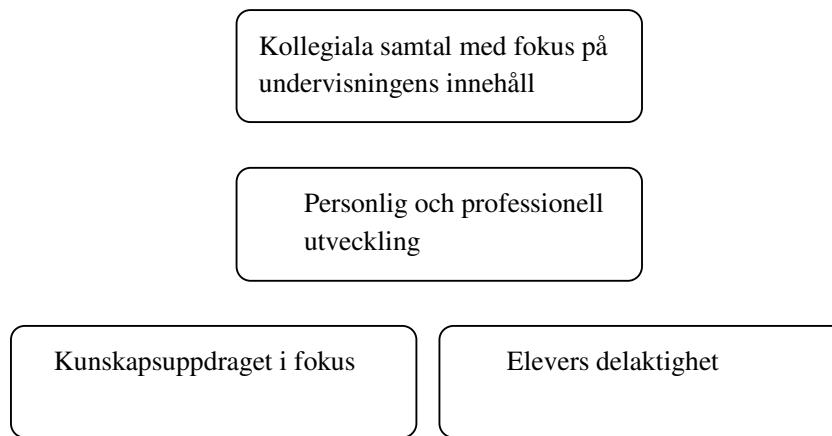 Kollegiala samtal med fokus på
undervisningens innehåll
Personlig och professionell
utveckling
Kunskapsuppdraget i fokus
Elevers delaktighet